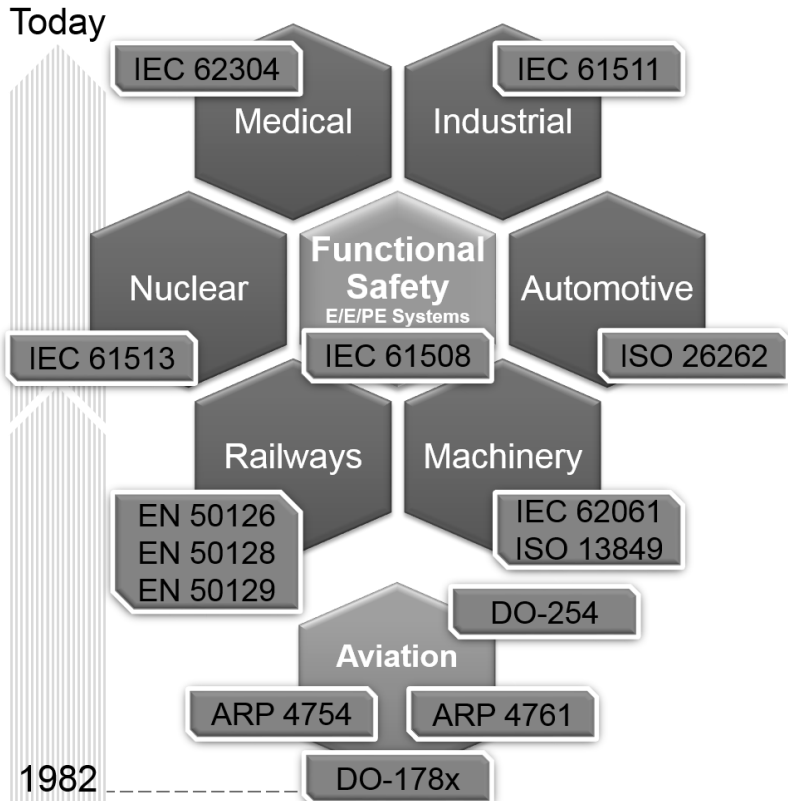 Today
IEC 62304
IEC 61511
Medical
Industrial
Functional
Safety
E/E/PE Systems
Nuclear
Automotive
IEC 61513
IEC 61508
ISO 26262
Railways
Machinery
EN 50126
EN 50128
EN 50129
IEC 62061
ISO 13849
DO-254
Aviation
ARP 4754
ARP 4761
1982
DO-178x